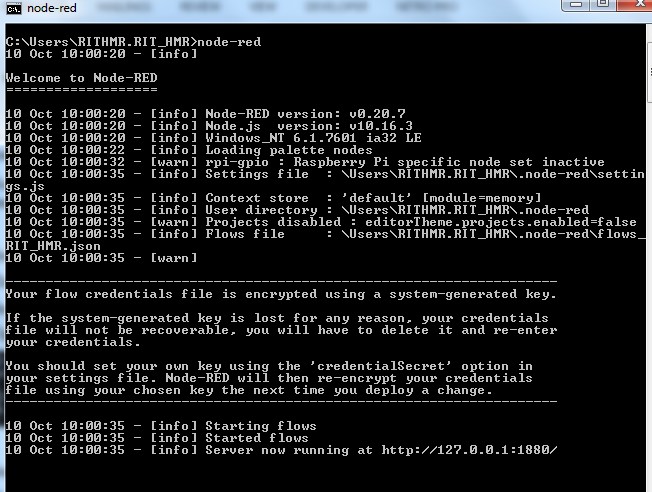 node-red
MAILINGS REVIEW VIEW DEVELOPER
C:\Users\RITHMR.RIT_HMR>node-red
10 Oct 10:00:20 - [info]
Welcome to Node-RED
===================
10 Oct 10:00:20 - [info] Node-RED version: v0.20.7
10 Oct 10:00:20 - [info] Node.js  version: v10.16.3
10 Oct 10:00:20 - [info] Windows_NT 6.1.7601 ia32 LE
10 Oct 10:00:22 - [info] Loading palette nodes
10 Oct 10:00:32 - [warn] rpi-gpio : Raspberry Pi specific node set inactive
10 Oct 10:00:35 - [info] Settings file  : \Users\RITHMR.RIT_HMR\.node-red\settin
gs.js
10 Oct 10:00:35 - [info] Context store  : 'default' [module=memory]
10 Oct 10:00:35 - [info] User directory : \Users\RITHMR.RIT_HMR\.node-red
10 Oct 10:00:35 - [warn] Projects disabled : editorTheme.projects.enabled=false
10 Oct 10:00:35 - [info] Flows file     : \Users\RITHMR.RIT_HMR\.node-red\flows_
RIT_HMR.json
10 Oct 10:00:35 - [warn]
---------------------------------------------------------------------
Your flow credentials file is encrypted using a system-generated key.
If the system-generated key is lost for any reason, your credentials
file will not be recoverable, you will have to delete it and re-enter
your credentials.
You should set your own key using the 'credentialSecret' option in
your settings file. Node-RED will then re-encrypt your credentials
file using your chosen key the next time you deploy a change.
---------------------------------------------------------------------
10 Oct 10:00:35 - [info] Starting flows
10 Oct 10:00:35 - [info] Started flows
10 Oct 10:00:35 - [info] Server now running at http://127.0.0.1:1880/